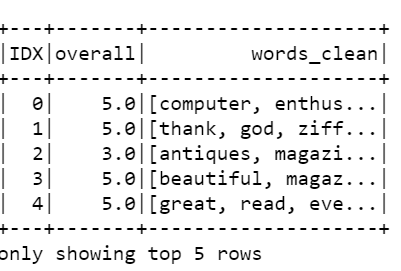 +---+-------+--------------------+
|IDX|overall|         words_clean|
+---+-------+--------------------+
|  0|    5.0|[computer, enthus...|
|  1|    5.0|[thank, god, ziff...|
|  2|    3.0|[antiques, magazi...|
|  3|    5.0|[beautiful, magaz...|
|  4|    5.0|[great, read, eve...|
+---+-------+--------------------+
only showing top 5 rows